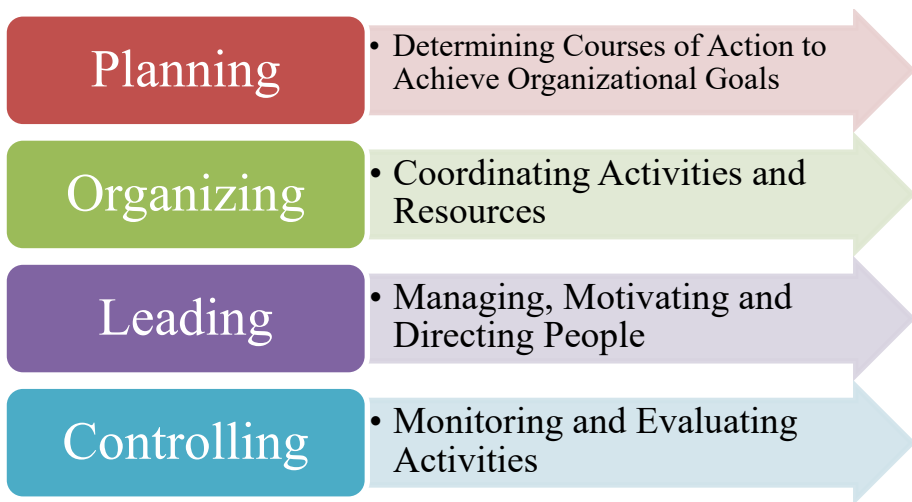 Planning
• Determining Courses of Action to
Achieve Organizational Goals
Organizing
• Coordinating Activities and
Resources
Leading
• Managing, Motivating and
Directing People
Controlling
• Monitoring and Evaluating
Activities